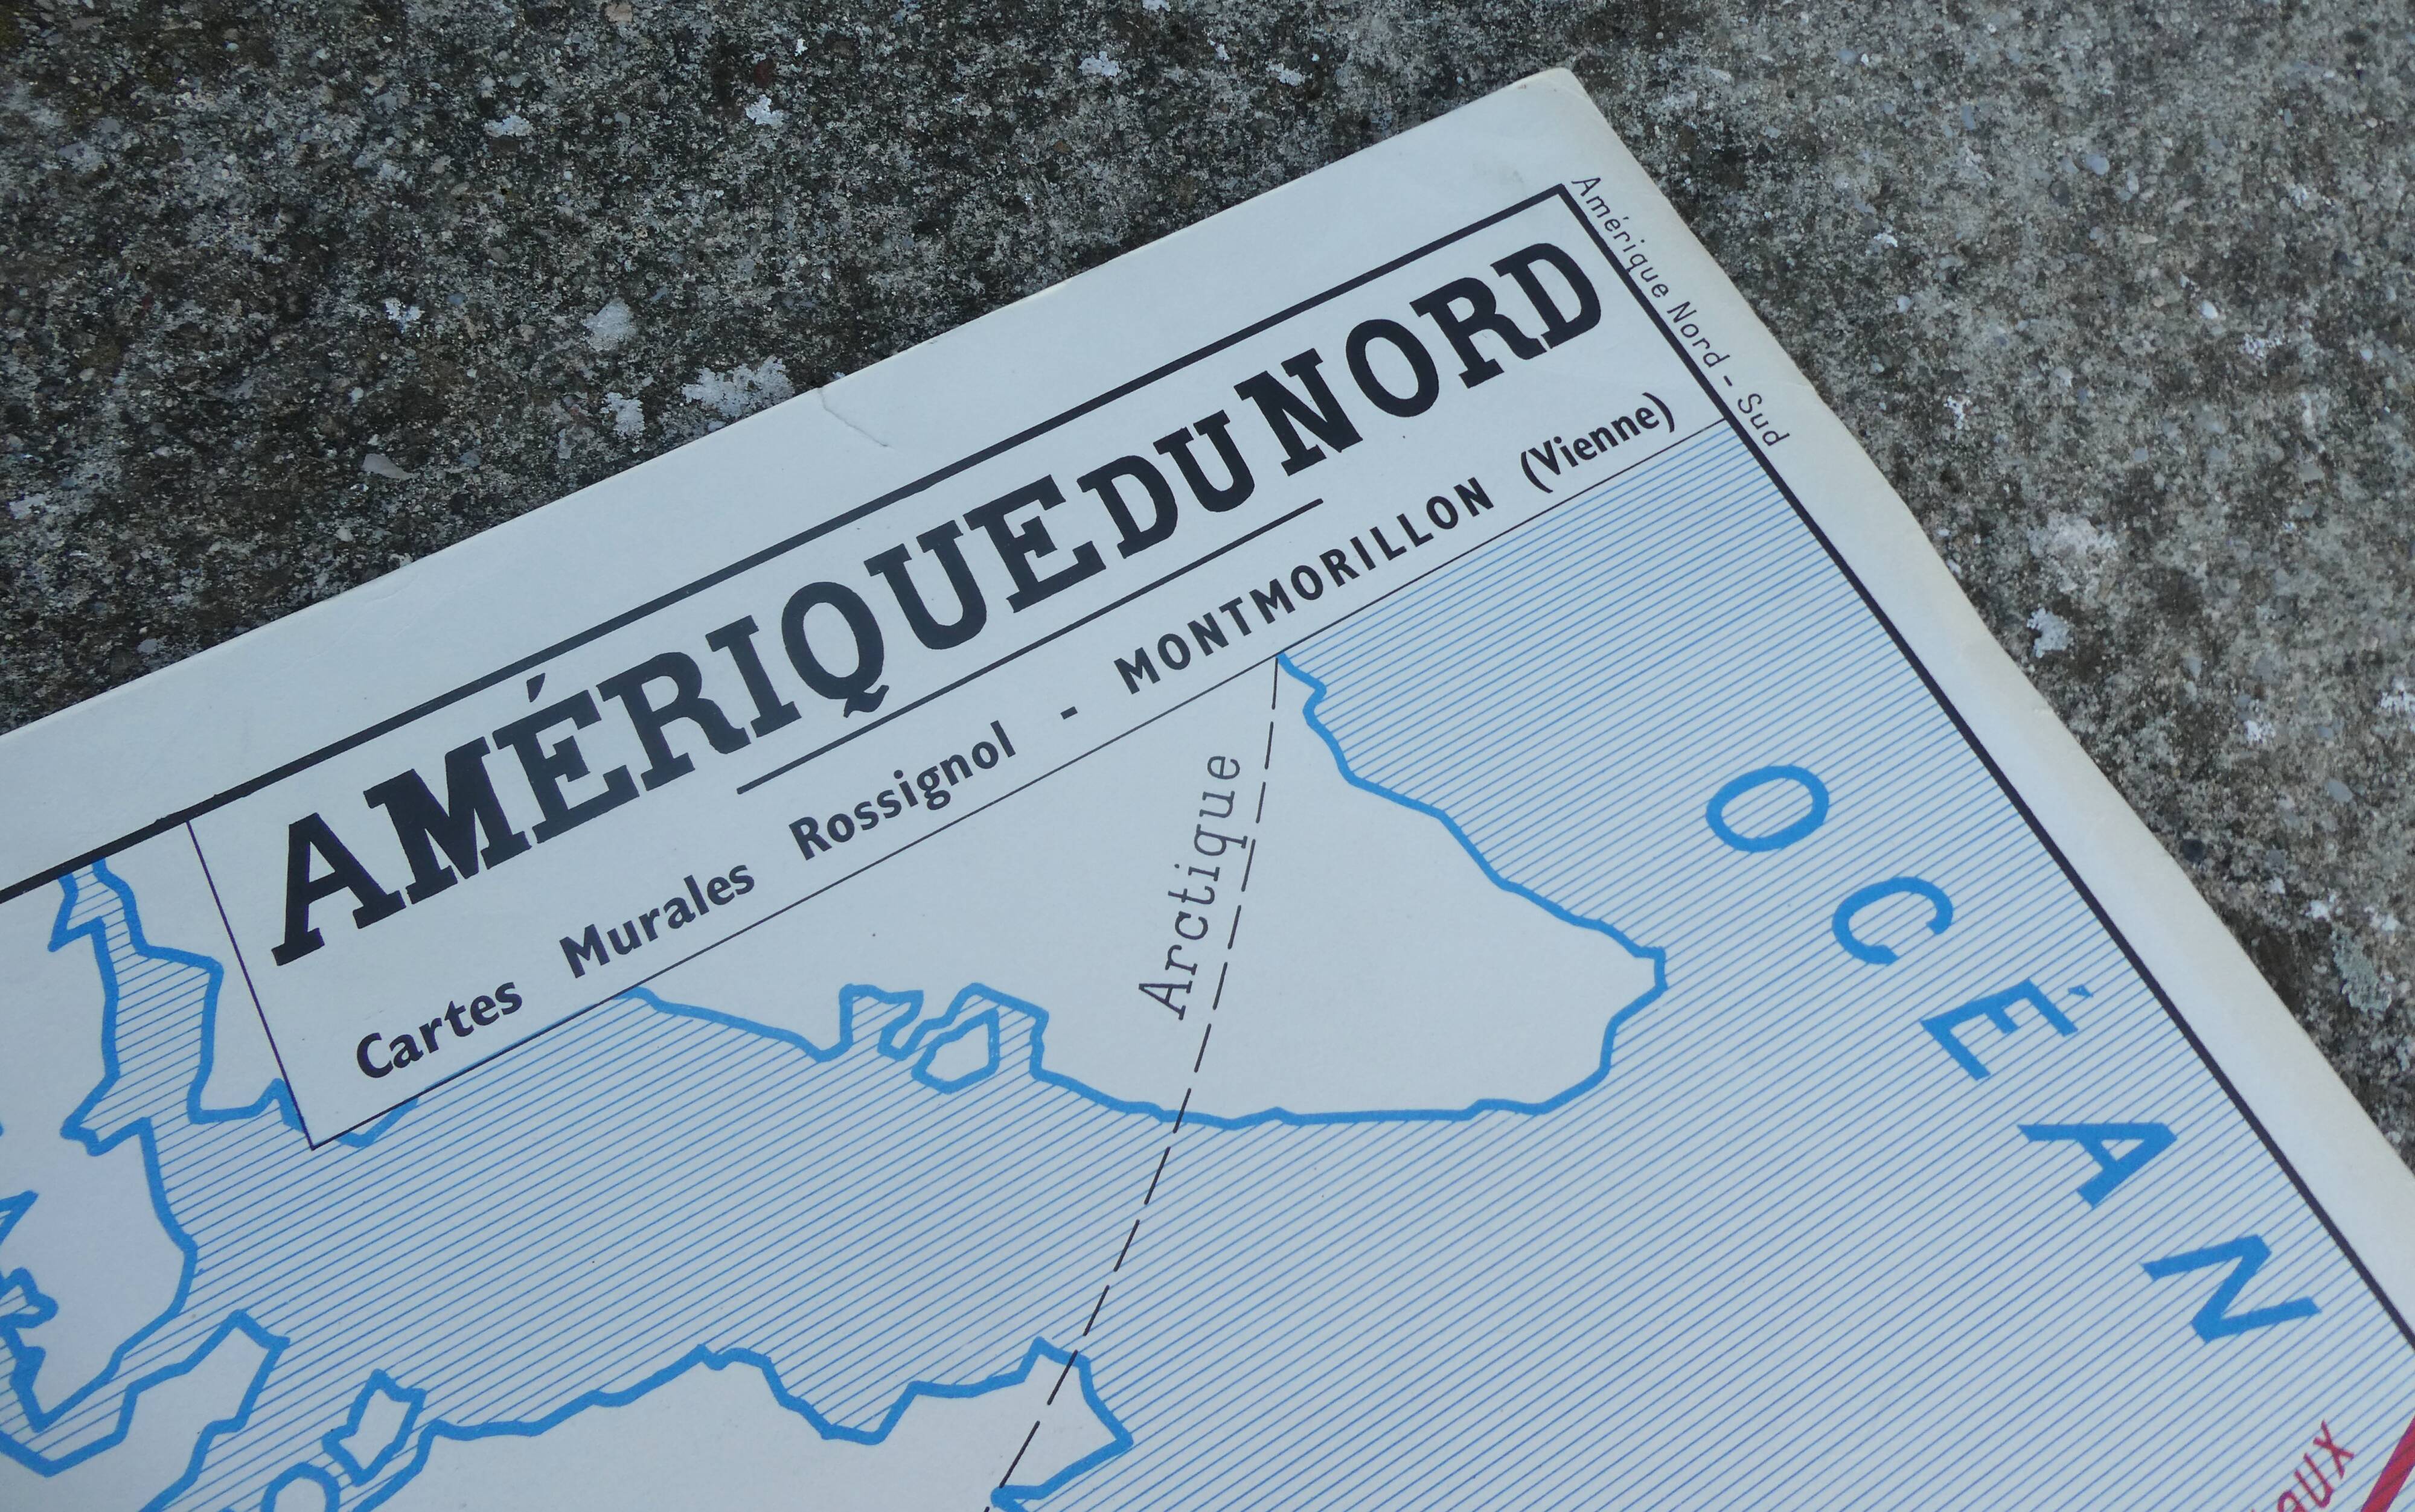 Amérique Nord - Sud
AMÉRIQUE DU NORD
Cartes Murales Rossignol - MONTMORILLON (Vienne)
Arctique
OCÉAN